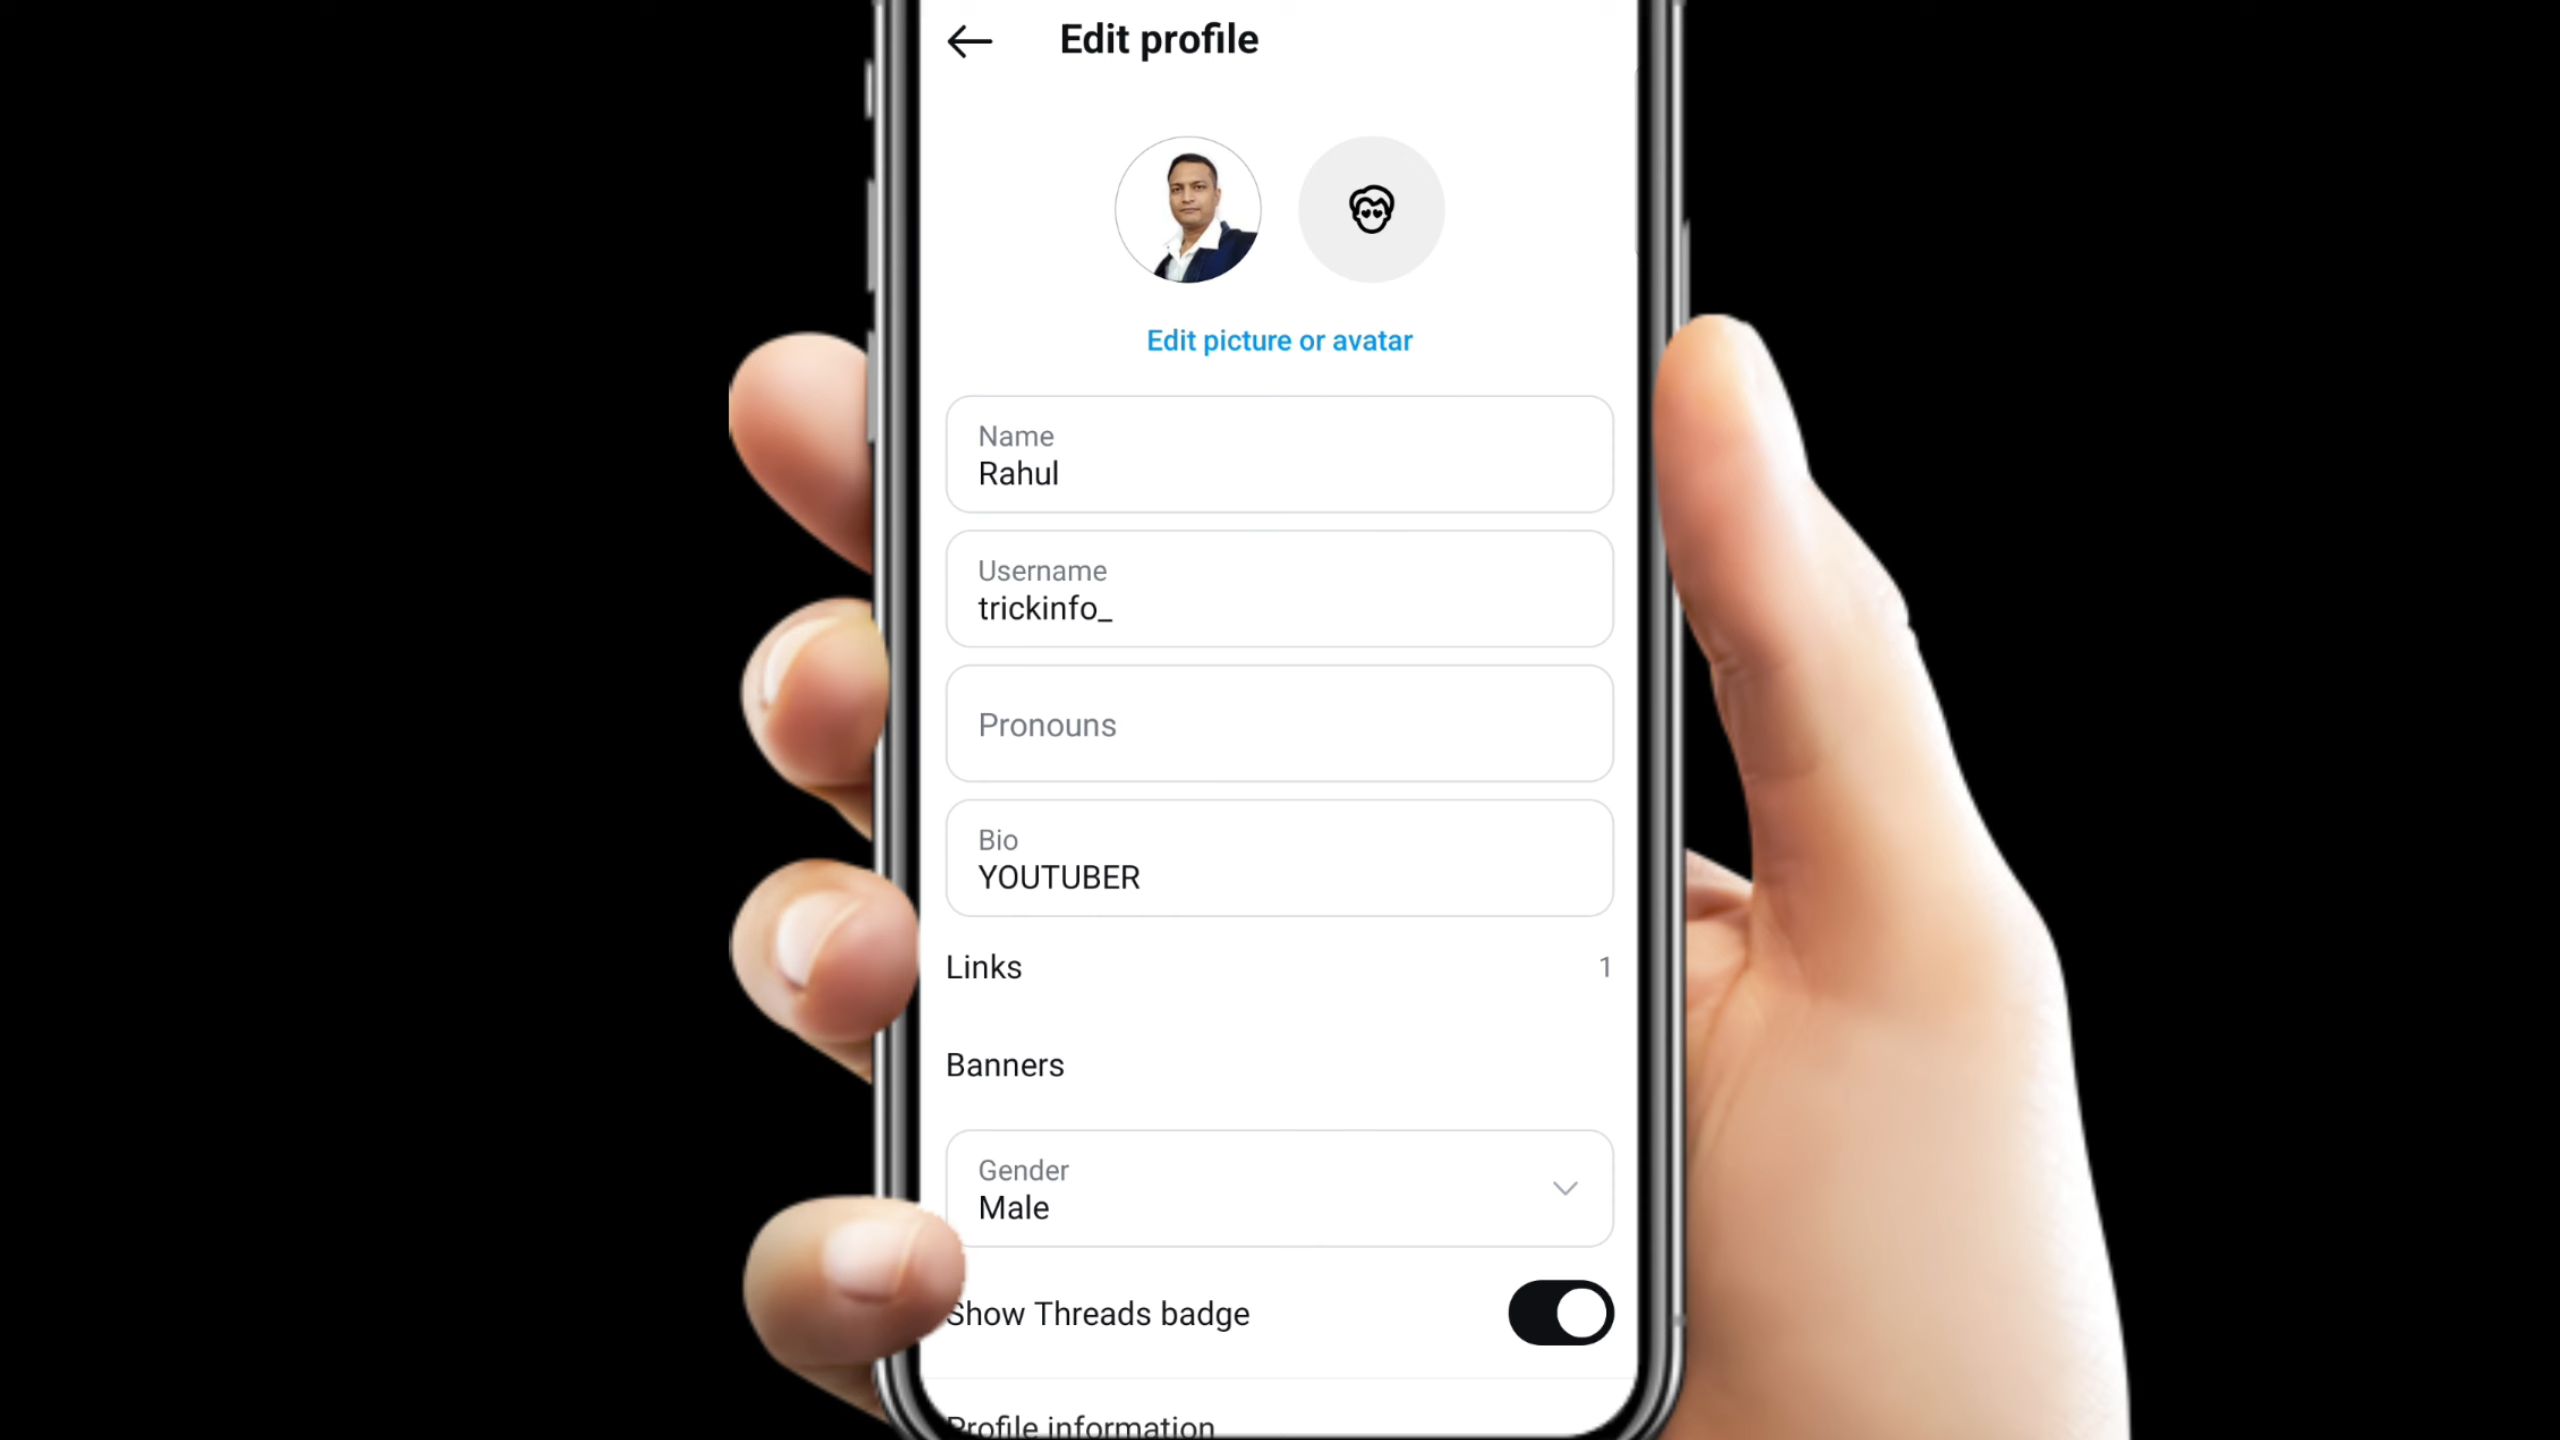 Edit profile
Edit picture or avatar
Name
Rahul
Username
trickinfo_
Pronouns
Bio
YOUTUBER
Links 1
Banners
Gender
Male
Show Threads badge
Profile information